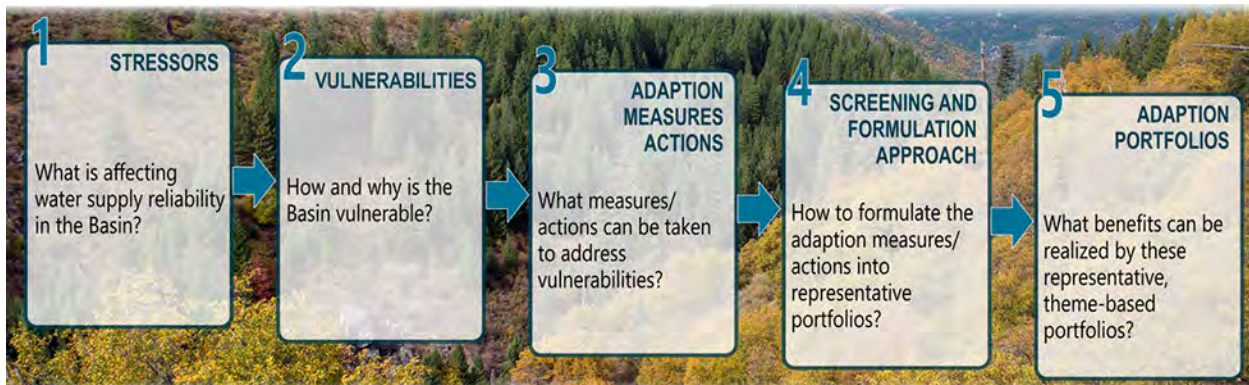 1
STRESSORS
What is affecting
water supply reliability
in the Basin?
2
VULNERABILITIES
How and why is the
Basin vulnerable?
3
ADAPTION
MEASURES
ACTIONS
What measures/
actions can be taken
to address
vulnerabilities?
4
SCREENING AND
FORMULATION
APPROACH
How to formulate the
adaption measures/
actions into
representative
portfolios?
5
ADAPTION
PORTFOLIOS
What benefits can be
realized by these
representative,
theme-based
portfolios?